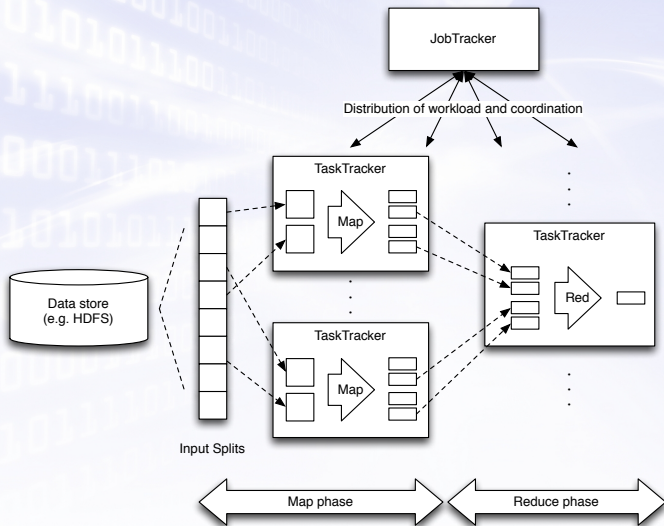 JobTracker
Distribution of workload and coordination
TaskTracker
Map
TaskTracker
Red
Data store
(e.g. HDFS)
TaskTracker
Map
Input Splits
Map phase
Reduce phase